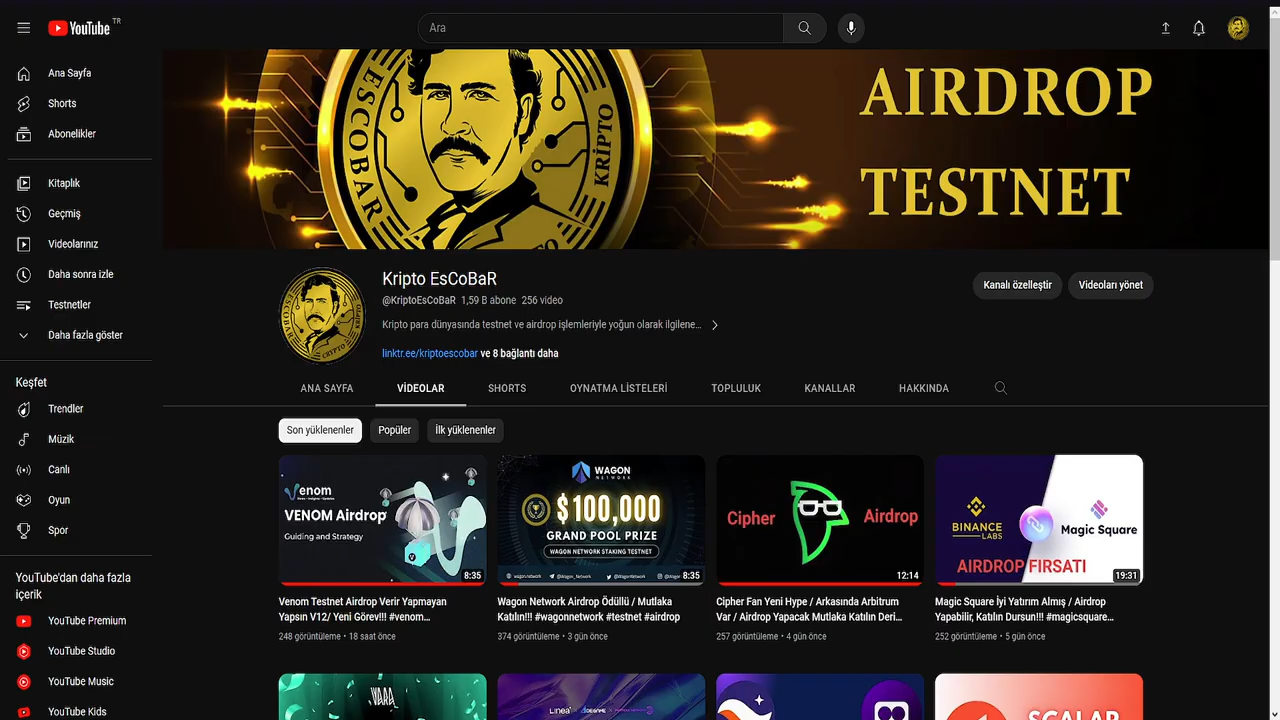 YouTube TR
Ara
Ana Sayfa
Shorts
Abonelikler
Kitaplık
Geçmiş
Videolarınız
Daha sonra izle
Testnetler
Daha fazla göster
Keşfet
Trendler
Müzik
Canlı
Oyun
Spor
YouTube'dan daha fazla
içerik
YouTube Premium
YouTube Studio
YouTube Music
YouTube Kids
ESCOBAR
KRİPTO
AIRDROP
TESTNET
ESCOBAR
KRİPTO
CRYPTO
Kripto EsCoBaR
@KriptoEsCoBaR 1,59 B abone 256 video
Kripto para dünyasında testnet ve airdrop işlemleriyle yoğun olarak ilgilene...
linktr.ee/kriptoescobar ve 8 bağlantı daha
Kanalı özelleştir
Videoları yönet
ANA SAYFA
VİDEOLAR
SHORTS
OYNATMA LİSTELERİ
TOPLULUK
KANALLAR
HAKKINDA
Son yüklenenler
Popüler
İlk yüklenenler
Venom
VENOM Airdrop
Guiding and Strategy
8:35
Venom Testnet Airdrop Verir Yapmayan
Yapsın V12/ Yeni Görev!!! #venom...
248 görüntüleme • 18 saat önce
WAGON
NETWORK
$100,000
GRAND POOL PRIZE
WAGON NETWORK STAKING TESTNET
8:35
Wagon Network Airdrop Ödüllü / Mutlaka
Katılın!!! #wagonnetwork #testnet #airdrop
374 görüntüleme • 3 gün önce
Cipher
Airdrop
12:14
Cipher Fan Yeni Hype / Arkasında Arbitrum
Var / Airdrop Yapacak Mutlaka Katılın Deri...
257 görüntüleme • 4 gün önce
BINANCE
LABS
Magic Square
AIRDROP FIRSATI
19:31
Magic Square İyi Yatırım Almış / Airdrop
Yapabilir, Katılın Dursun!!! #magicsquare...
252 görüntüleme • 5 gün önce
WARA
Linea
SCALAR